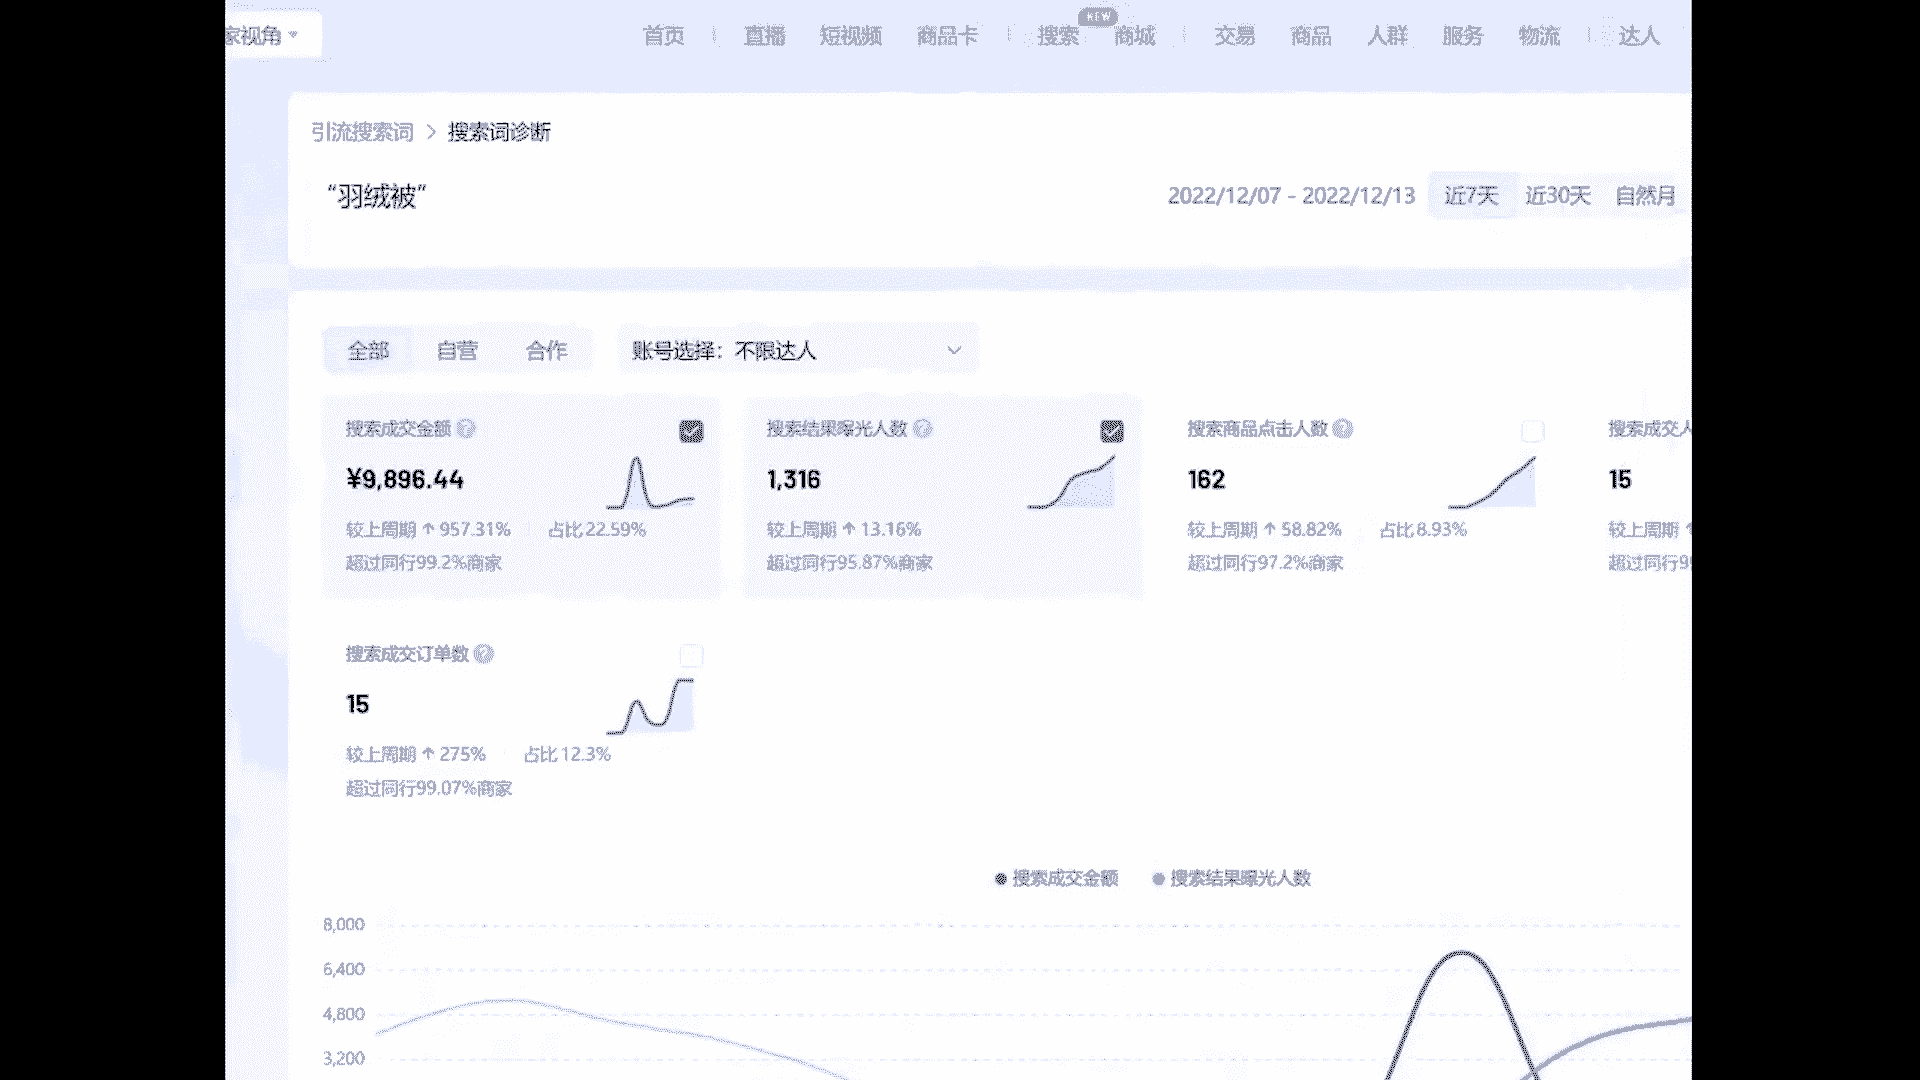 家视角
首页 直播 短视频 商品卡 搜索 NEW 商城 交易 商品 人群 服务 物流 达人
引流搜索词 > 搜索词诊断
“羽绒被”
2022/12/07 - 2022/12/13 近7天 近30天 自然月
全部 自营 合作 账号选择：不限达人
搜索成交金额 搜索结果曝光人数 搜索商品点击人数 搜索成交人
¥9,896.44 1,316 162 15
较上周期 ↑ 957.31% 占比 22.59% 较上周期 ↑ 13.16% 较上周期 ↑ 58.82% 占比 8.93% 较上周期 ↑
超过同行99.2%商家 超过同行95.87%商家 超过同行97.2%商家 超过同行9
搜索成交订单数
15
较上周期 ↑ 275% 占比 12.3%
超过同行99.07%商家
搜索成交金额 搜索结果曝光人数
8,000
6,400
4,800
3,200